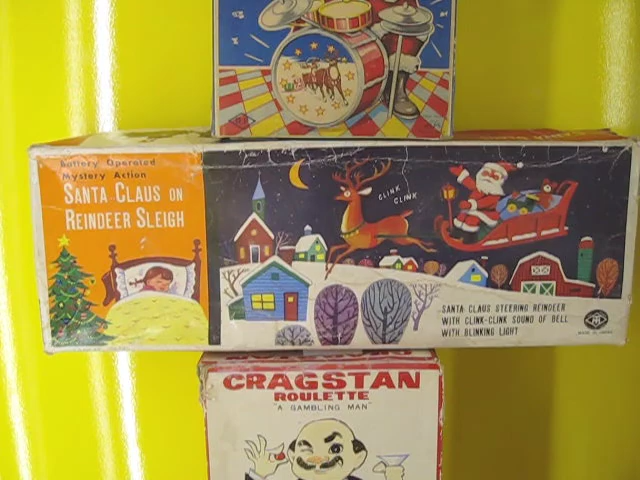 Battery Operated
Mystery Action
SANTA CLAUS ON
REINDEER SLEIGH
CLINK
CLINK
SANTA CLAUS STEERING REINDEER
WITH CLINK-CLINK SOUND OF BELL
WITH BLINKING LIGHT
MADE IN JAPAN
CRAGSTAN
ROULETTE
"A GAMBLING MAN"